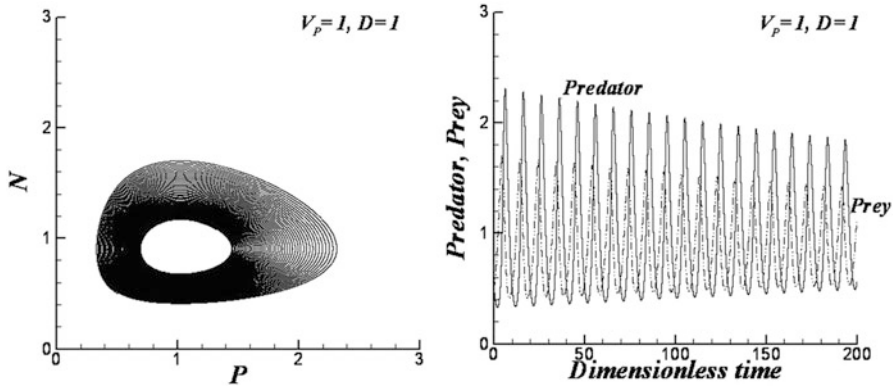 V_P=1, D=1
3
2
1
0
N
0
1
2
3
P
V_P=1, D=1
3
2
1
0
Predator, Prey
Predator
Prey
0
50
100
150
200
Dimensionless time